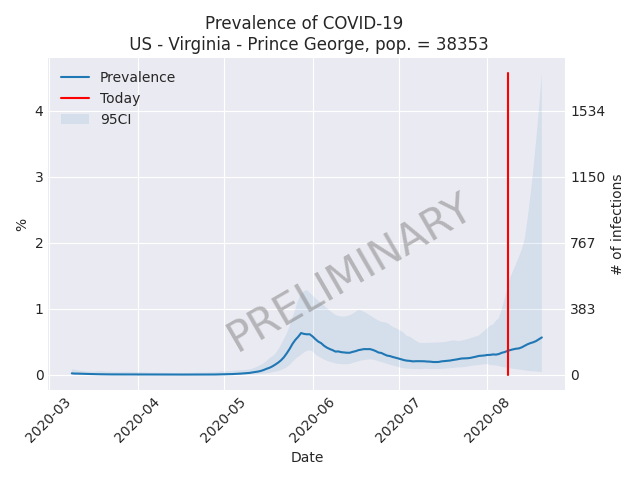 Prevalence of COVID-19
US - Virginia - Prince George, pop. = 38353
Prevalence
Today
95CI
4
3
2
1
0
%
1534
1150
767
383
0
# of infections
PRELIMINARY
2020-03
2020-04
2020-05
2020-06
2020-07
2020-08
Date